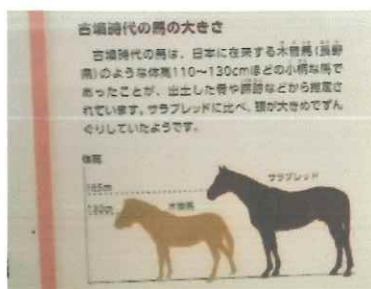 古墳時代の馬の大きさ
古墳時代の馬は、日本に在来する木曽馬(長野
県)のような体高110〜130cmほどの小柄な馬で
あったことが、出土した骨や蹄跡などから推定さ
れています。サラブレッドに比べ、頭が大きめでずん
ぐりしていたようです。
体高
165cm
サラブレッド
130cm
木曽馬